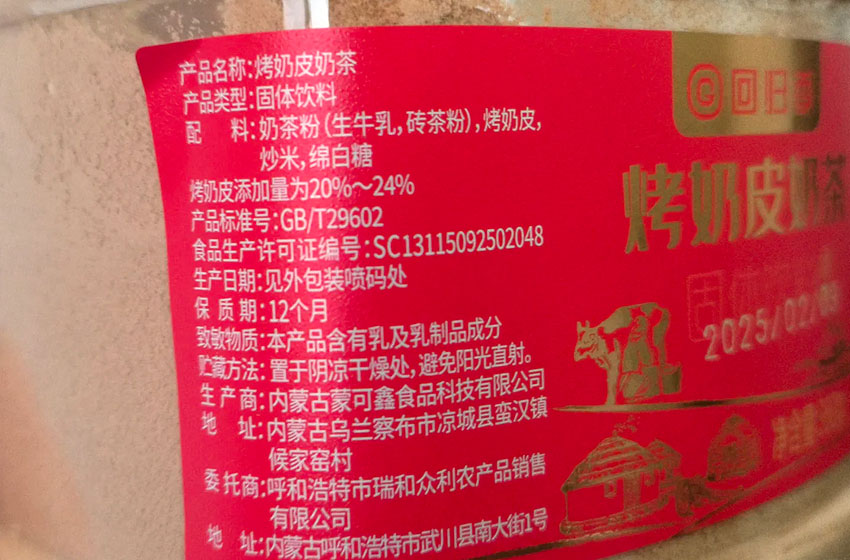 产品名称：烤奶皮奶茶
产品类型：固体饮料
配 料：奶茶粉（生牛乳，砖茶粉），烤奶皮，
炒米，绵白糖
烤奶皮添加量为20%～24%
产品标准号：GB/T29602
食品生产许可证编号：SC13115092502048
生产日期：见外包装喷码处
保 质 期：12个月
致敏物质：本产品含有乳及乳制品成分
贮藏方法：置于阴凉干燥处，避免阳光直射。
生 产 商：内蒙古蒙可鑫食品科技有限公司
地 址：内蒙古乌兰察布市凉城县蛮汉镇
候家窑村
委 托 商：呼和浩特市瑞和众利农产品销售
有限公司
地 址：内蒙古呼和浩特市武川县南大街1号
回旧
烤奶皮奶茶
古
2025/02/
净含量